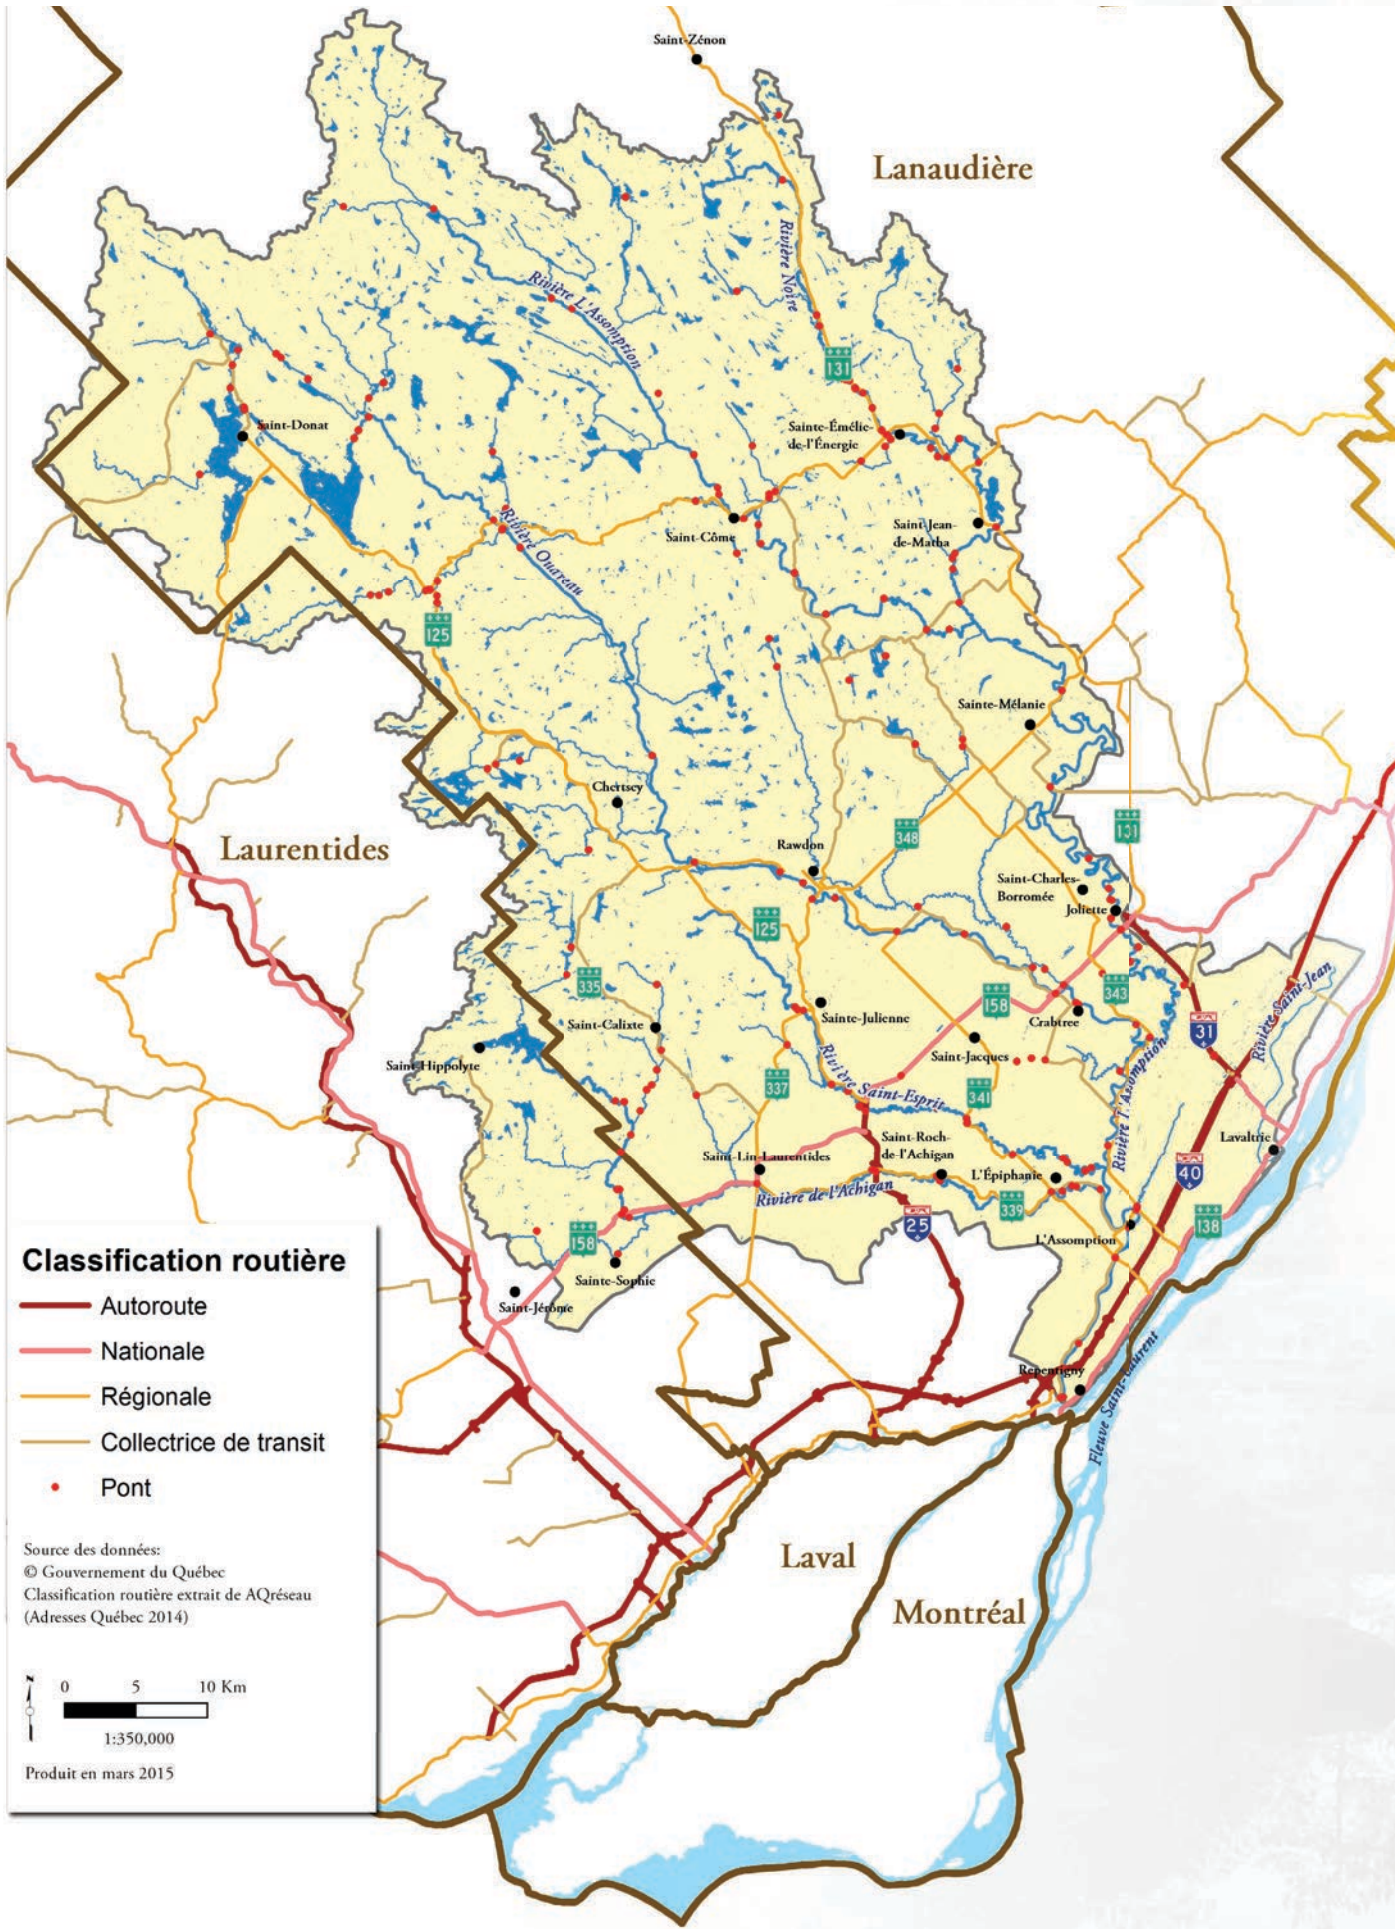 Saint-Zénon
Lanaudière
Rivière Noire
Rivière L'Assomption
131
Saint-Donat
Sainte-Émélie-
de-l'Énergie
Rivière Ouareau
Saint-Côme
Saint-Jean-
de-Matha
125
Sainte-Mélanie
Chertsey
Laurentides
348
131
Rawdon
Saint-Charles-
Borromée
Joliette
125
335
158
343
Rivière Saint-Jean
Sainte-Julienne
Crabtree
31
Saint-Calixte
Saint-Jacques
Saint-Hippolyte
Rivière Saint-Esprit
337
341
Rivière L'Assomption
Saint-Roch-
de-l'Achigan
Lavaltrie
Saint-Lin-Laurentides
L'Épiphanie
40
Rivière de l'Achigan
339
138
25
158
L'Assomption
Sainte-Sophie
Saint-Jérôme
Repentigny
Fleuve Saint-Laurent
Laval
Montréal
Classification routière
Autoroute
Nationale
Régionale
Collectrice de transit
Pont
Source des données:
© Gouvernement du Québec
Classification routière extrait de AQréseau
(Adresses Québec 2014)
N
0 5 10 Km
1:350,000
Produit en mars 2015